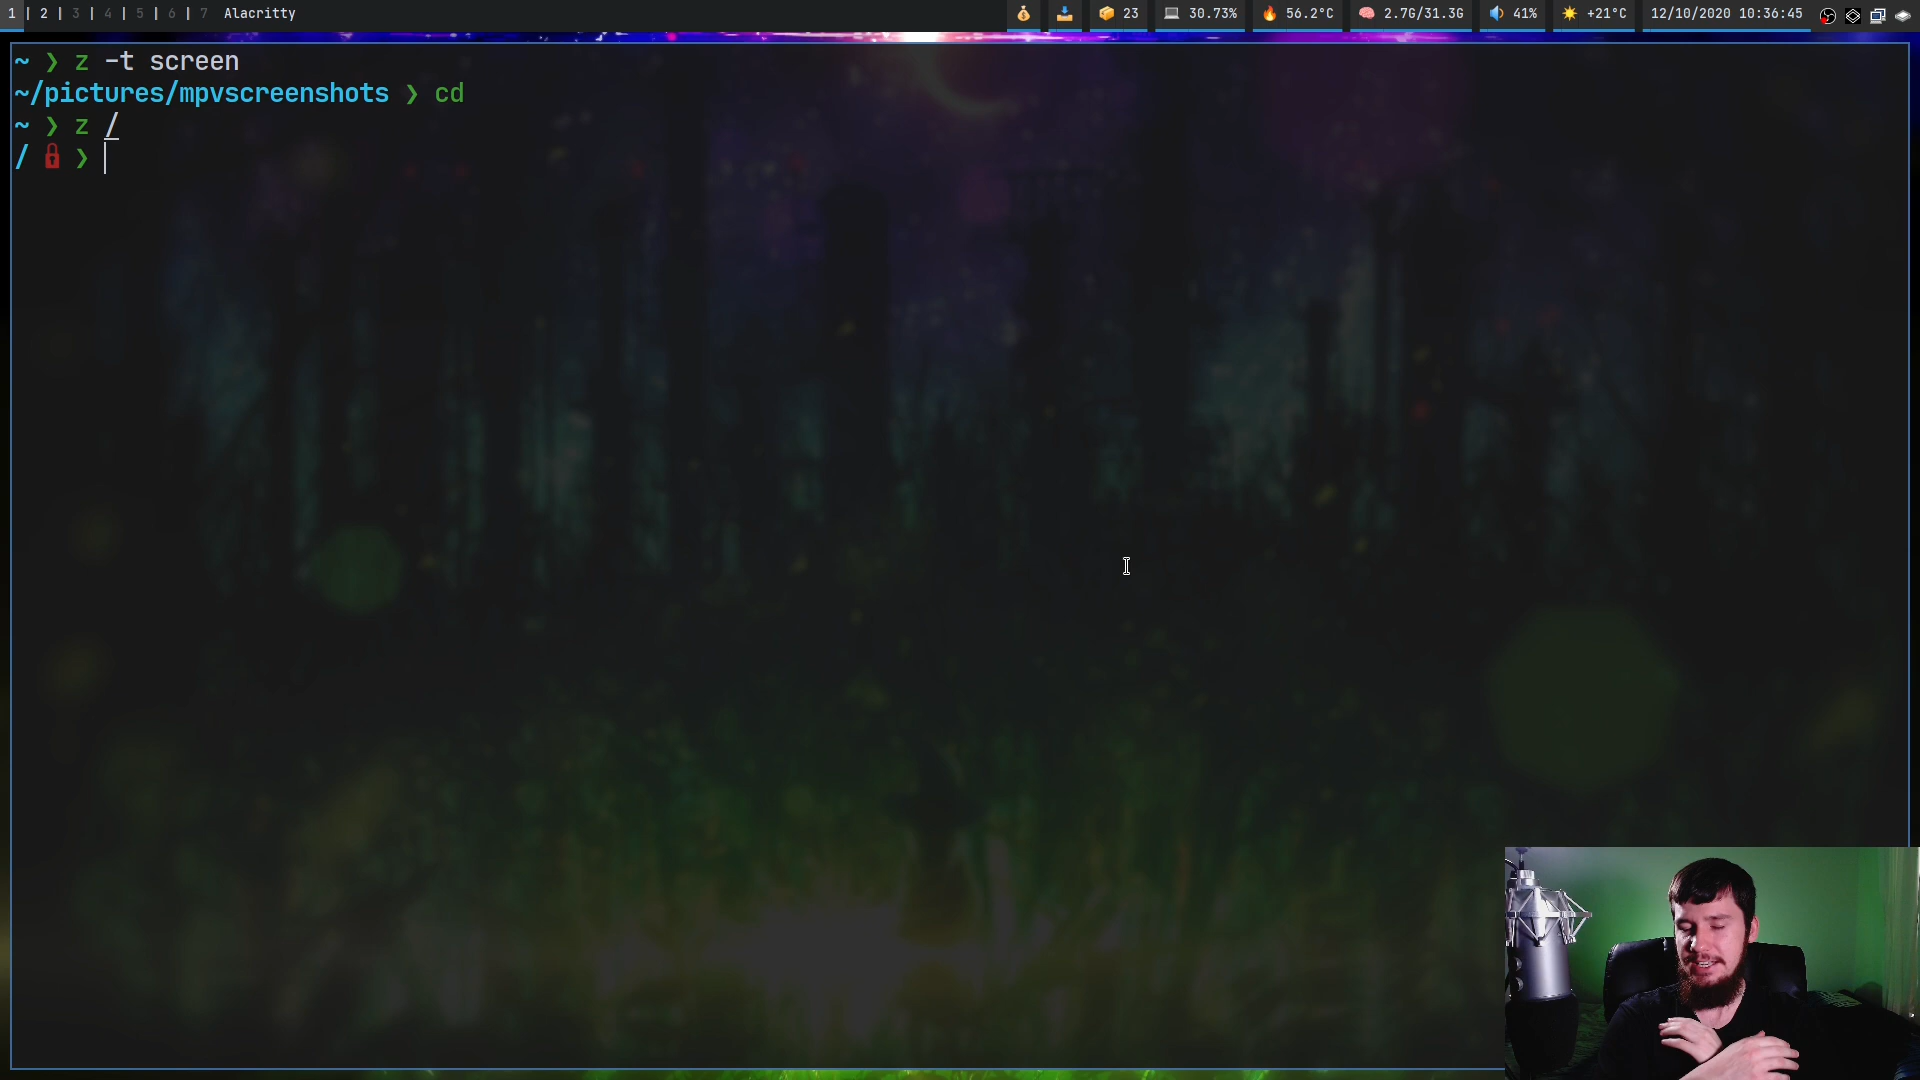 1 | 2 | 3 | 4 | 5 | 6 | 7 Alacritty 23 30.73% 56.2°C 2.7G/31.3G 41% +21°C 12/10/2020 10:36:45
~ ❯ z -t screen
~/pictures/mpvscreenshots ❯ cd
~ ❯ z /
/ ❯